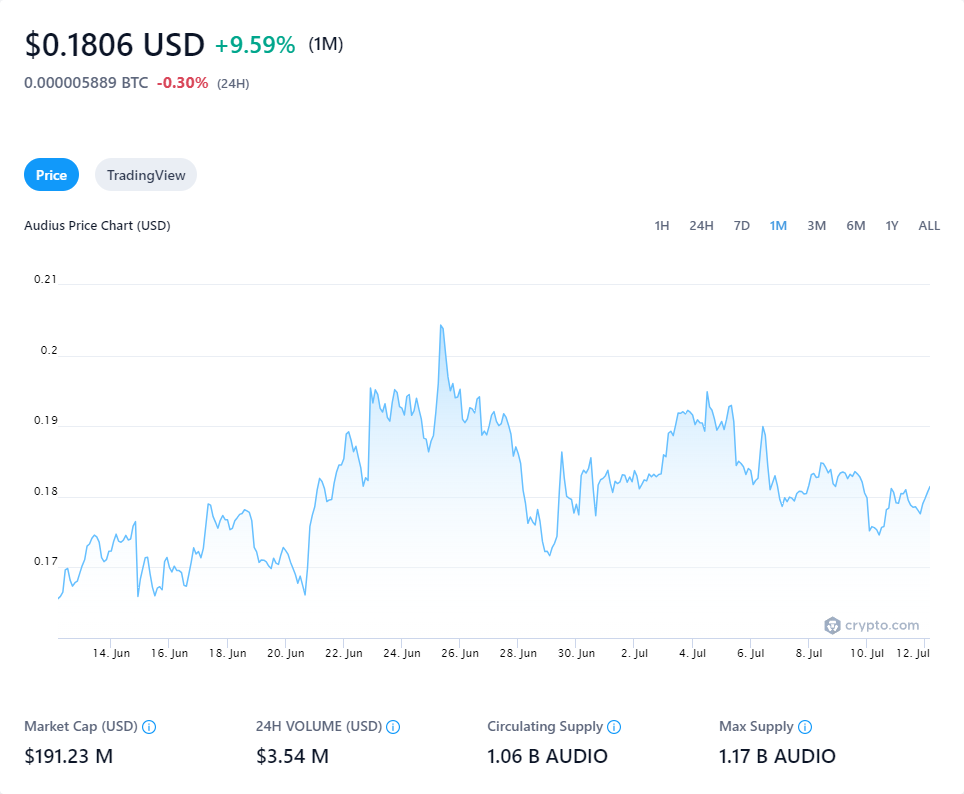 $0.1806 USD +9.59% (1M)
0.000005889 BTC -0.30% (24H)
Price TradingView
Audius Price Chart (USD) 1H 24H 7D 1M 3M 6M 1Y ALL
0.21
0.2
0.19
0.18
0.17
crypto.com
14. Jun 16. Jun 18. Jun 20. Jun 22. Jun 24. Jun 26. Jun 28. Jun 30. Jun 2. Jul 4. Jul 6. Jul 8. Jul 10. Jul 12. Jul
Market Cap (USD) 24H VOLUME (USD) Circulating Supply Max Supply
$191.23 M $3.54 M 1.06 B AUDIO 1.17 B AUDIO